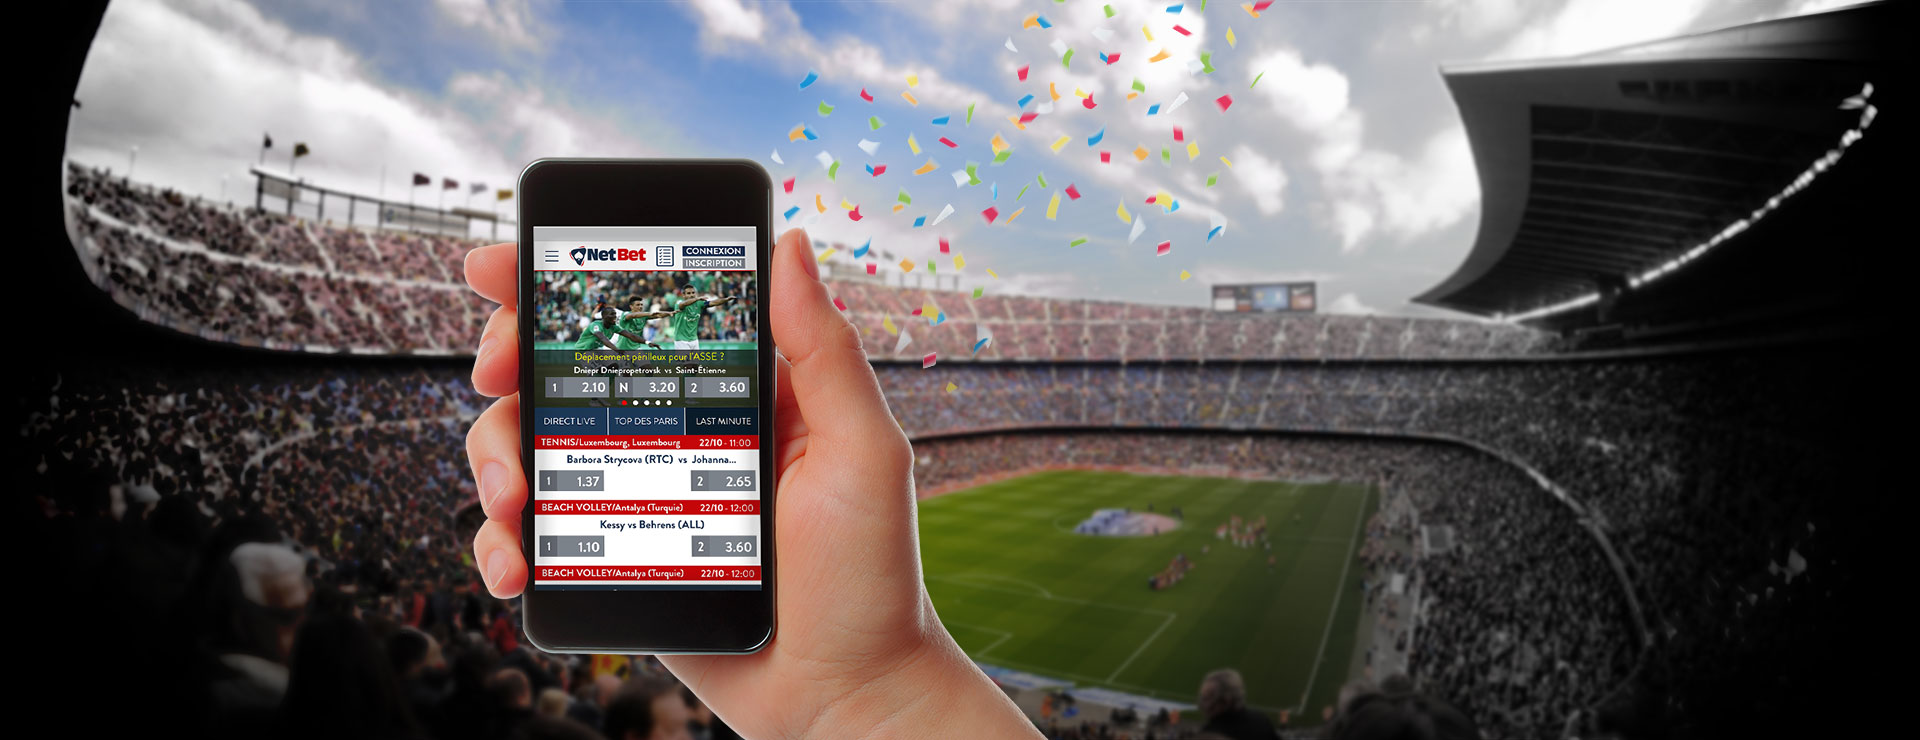 NetBet
CONNEXION
INSCRIPTION
Déplacement périlleux pour l'ASSE ?
Dniepr Dniepropetrovsk vs Saint-Étienne
1 2.10 N 3.20 2 3.60
DIRECT LIVE TOP DES PARIS LAST MINUTE
TENNIS/Luxembourg, Luxembourg 22/10 - 11:00
Barbora Strycova (RTC) vs Johanna...
1 1.37 2 2.65
BEACH VOLLEY/Antalya (Turquie) 22/10 - 12:00
Kessy vs Behrens (ALL)
1 1.10 2 3.60
BEACH VOLLEY/Antalya (Turquie) 22/10 - 12:00